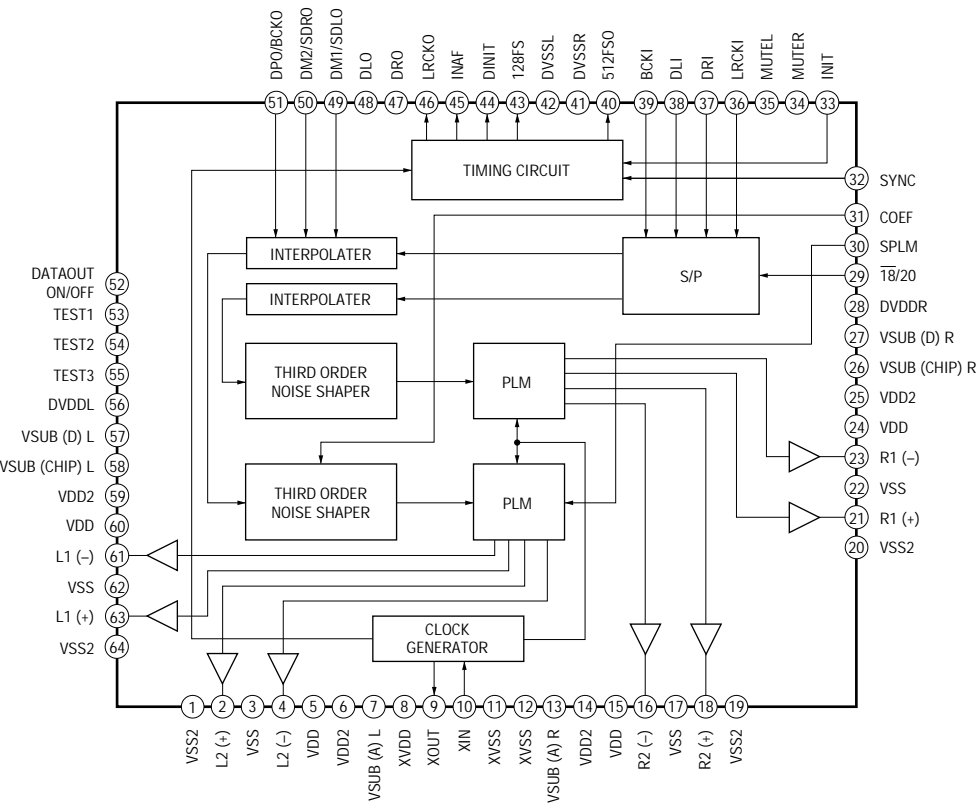 DPO/BCKO
DM2/SDRO
DM1/SDLO
DLO
DRO
LRCKO
INAF
DINIT
128FS
DVSSL
DVSSR
512FSO
BCKI
DLI
DRI
LRCKI
MUTEL
MUTER
INIT
51
50
49
48
47
46
45
44
43
42
41
40
39
38
37
36
35
34
33
TIMING CIRCUIT
32 SYNC
31 COEF
30 SPLM
29 18/20
28 DVDDR
27 VSUB (D) R
26 VSUB (CHIP) R
25 VDD2
24 VDD
23 R1 (–)
22 VSS
21 R1 (+)
20 VSS2
INTERPOLATER
INTERPOLATER
S/P
THIRD ORDER
NOISE SHAPER
PLM
THIRD ORDER
NOISE SHAPER
PLM
CLOCK
GENERATOR
DATAOUT
ON/OFF
52
TEST1 53
TEST2 54
TEST3 55
DVDDL 56
VSUB (D) L 57
VSUB (CHIP) L 58
VDD2 59
VDD 60
L1 (–) 61
VSS 62
L1 (+) 63
VSS2 64
1
2
3
4
5
6
7
8
9
10
11
12
13
14
15
16
17
18
19
VSS2
L2 (+)
VSS
L2 (–)
VDD
VDD2
VSUB (A) L
XVDD
XOUT
XIN
XVSS
XVSS
VSUB (A) R
VDD2
VDD
R2 (–)
VSS
R2 (+)
VSS2